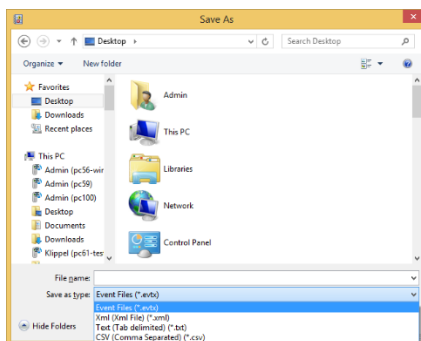 Save As
Desktop
Search Desktop
Organize
New folder
Favorites
Desktop
Downloads
Recent places
This PC
Admin (pc56-wir
Admin (pc59)
Admin (pc100)
Desktop
Documents
Downloads
Klippel (pc61-tes
Admin
This PC
Libraries
Network
Control Panel
File name:
Save as type: Event Files (*.evtx)
Event Files (*.evtx)
Xml (Xml File) (*.xml)
Text (Tab delimited) (*.txt)
CSV (Comma Separated) (*.csv)
Hide Folders